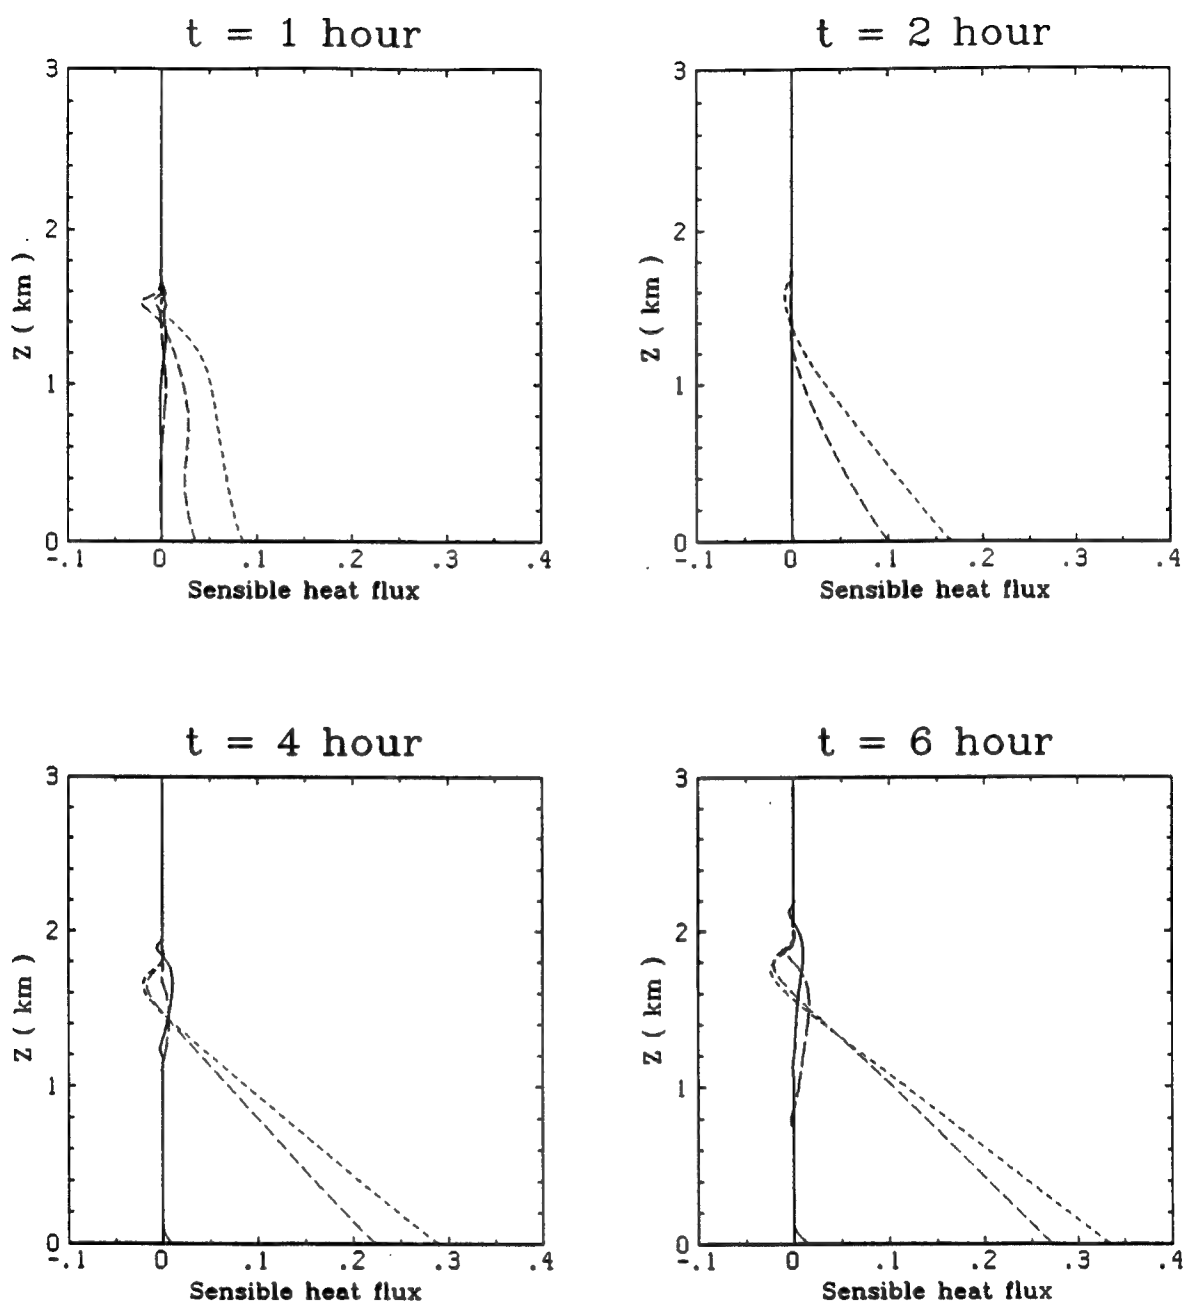 t = 1 hour
3
2
1
0
Z ( km )
-.1 0 .1 .2 .3 .4
Sensible heat flux
t = 2 hour
3
2
1
0
Z ( km )
-.1 0 .1 .2 .3 .4
Sensible heat flux
t = 4 hour
3
2
1
0
Z ( km )
-.1 0 .1 .2 .3 .4
Sensible heat flux
t = 6 hour
3
2
1
0
Z ( km )
-.1 0 .1 .2 .3 .4
Sensible heat flux